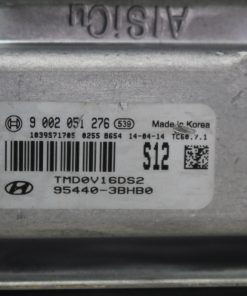 AlSiCu
9 002 051 276 539 Made in Korea
1039S71705 0255 8654 14-04-14 TC60.7.1
S12
TMD0V16DS2
95440-3BHB0